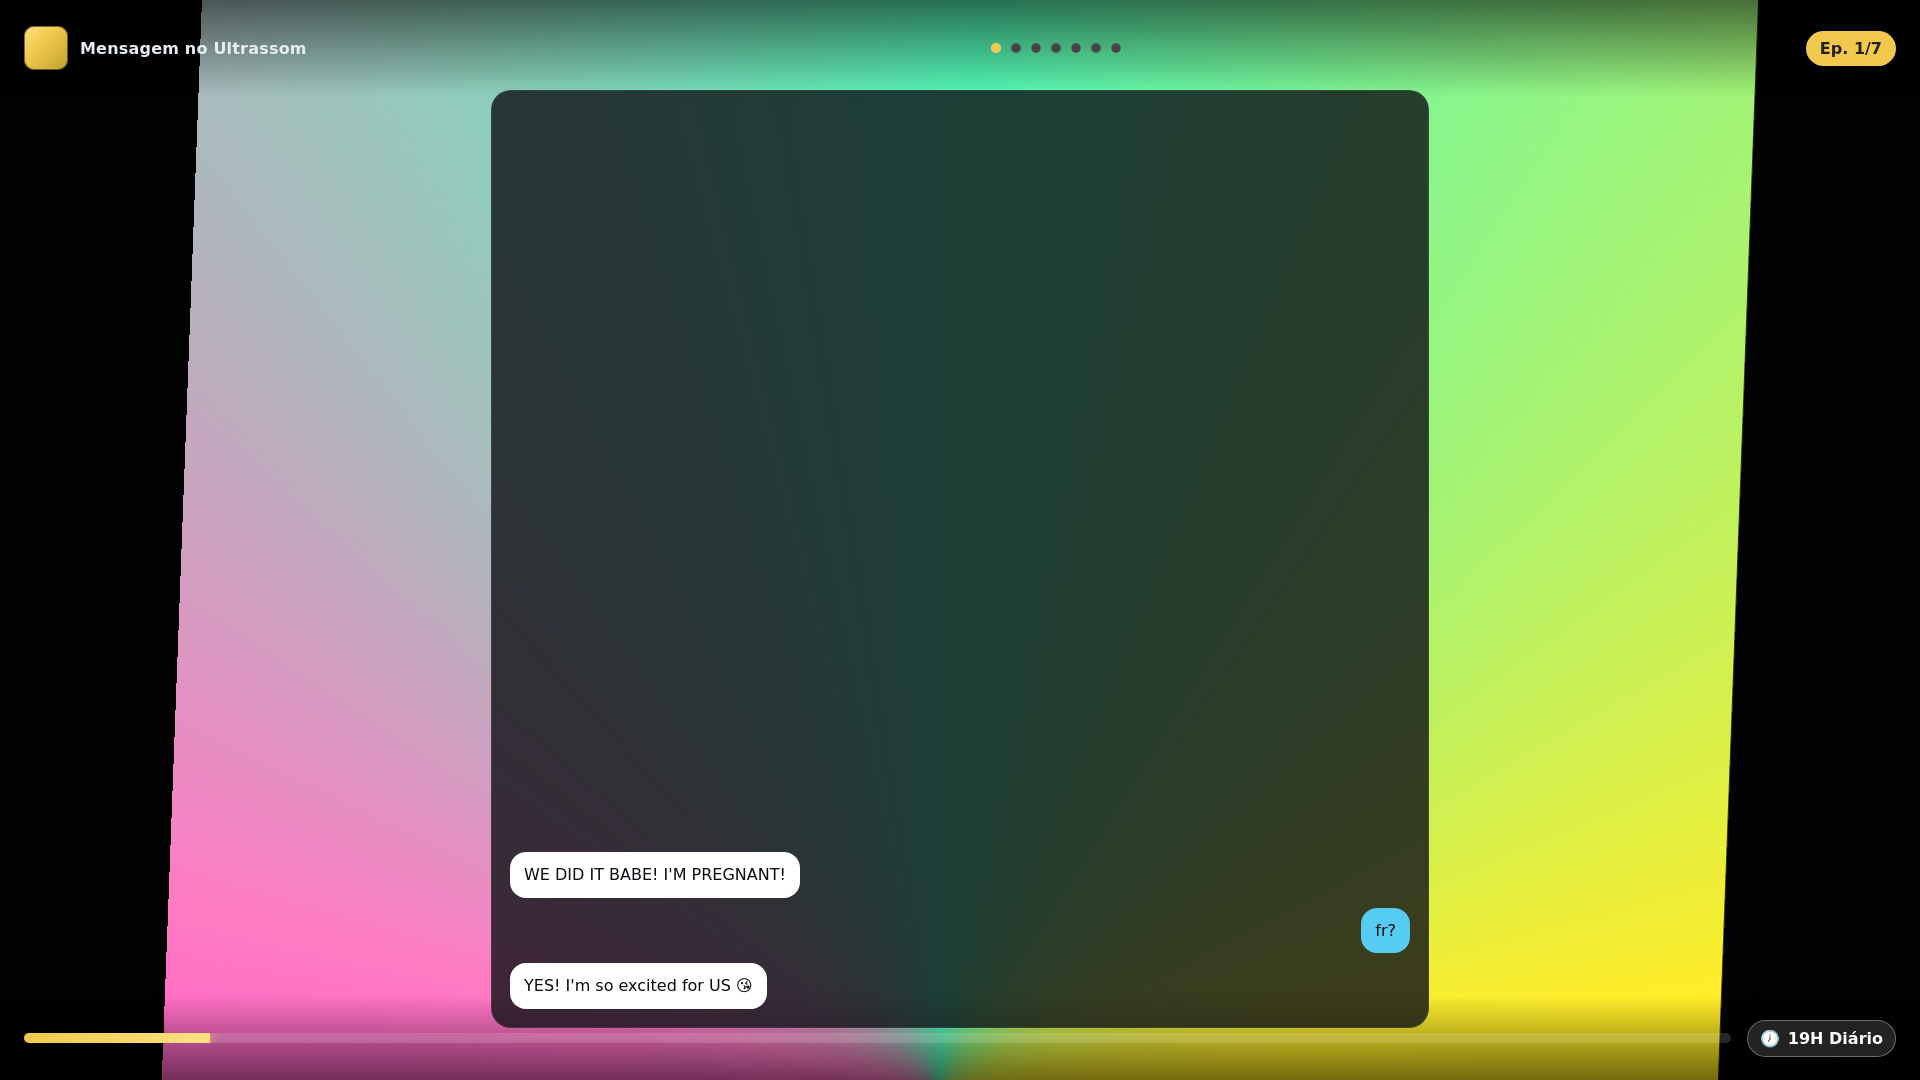 Mensagem no Ultrassom
Ep. 1/7
WE DID IT BABE! I'M PREGNANT!
fr?
YES! I'm so excited for US 😘
🕖 19H Diário